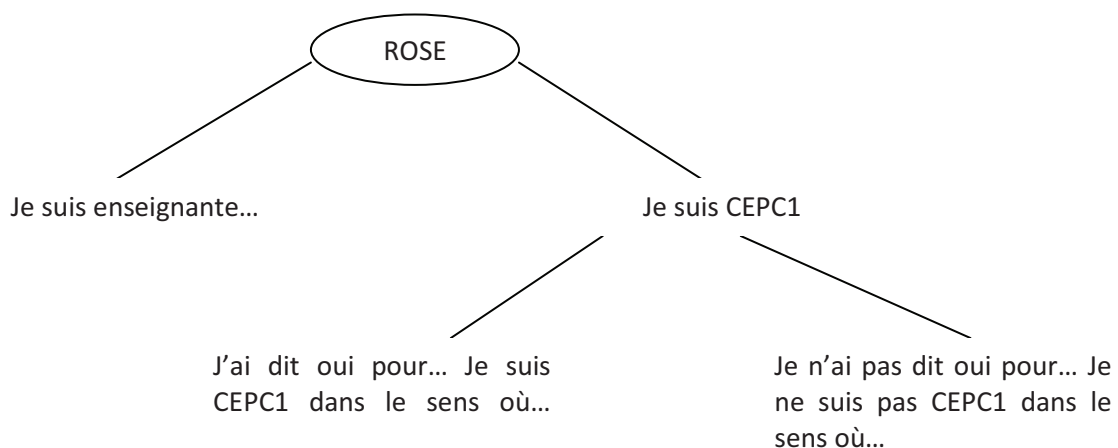 ROSE
Je suis enseignante…
Je suis CEPC1
J’ai dit oui pour… Je suis
CEPC1 dans le sens où…
Je n’ai pas dit oui pour… Je
ne suis pas CEPC1 dans le
sens où…